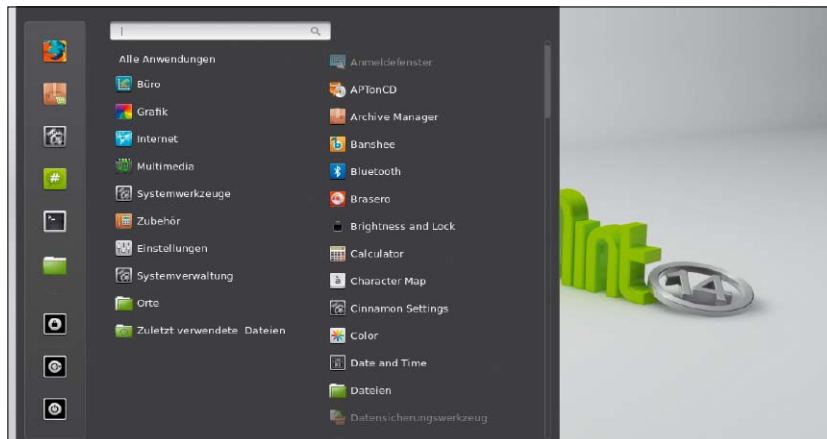 Alle Anwendungen
Büro
Grafik
Internet
Multimedia
Systemwerkzeuge
Zubehör
Einstellungen
Systemverwaltung
Orte
Zuletzt verwendete Dateien
Anmeldefenster
APTonCD
Archive Manager
Banshee
Bluetooth
Brasero
Brightness and Lock
Calculator
Character Map
Cinnamon Settings
Color
Date and Time
Dateien
Datensicherungswerkzeug
int
14